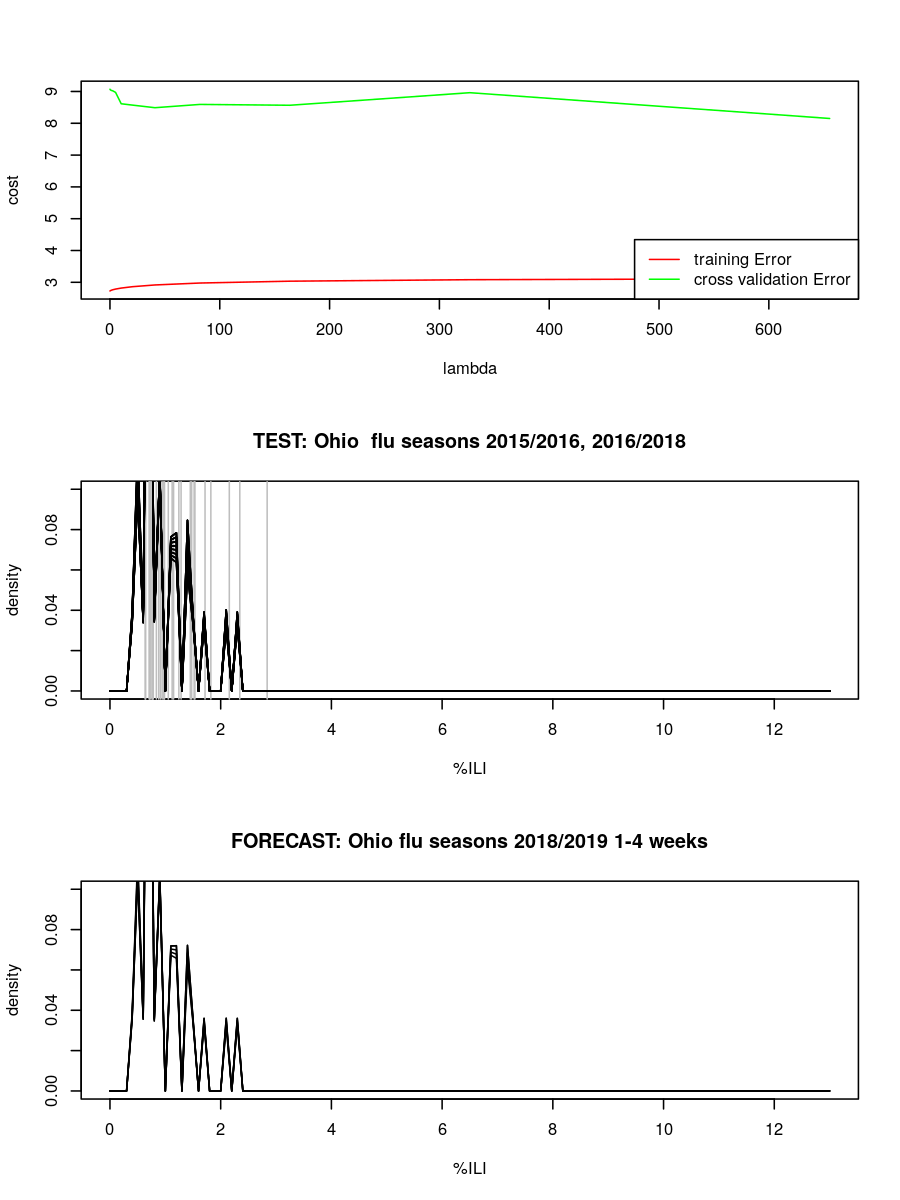 9
8
7
6
5
4
3
cost
training Error
cross validation Error
0 100 200 300 400 500 600
lambda
TEST: Ohio  flu seasons 2015/2016, 2016/2018
0.08
0.04
0.00
density
0 2 4 6 8 10 12
%ILI
FORECAST: Ohio flu seasons 2018/2019 1-4 weeks
0.08
0.04
0.00
density
0 2 4 6 8 10 12
%ILI